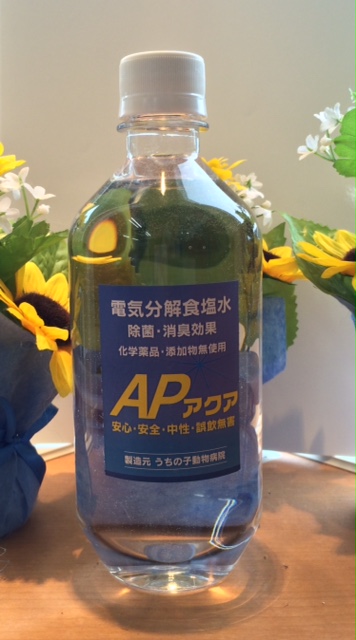 電気分解食塩水
除菌・消臭効果
化学薬品・添加物無使用
APアクア
安心・安全・中性・誤飲無害
製造元 うちの子動物病院